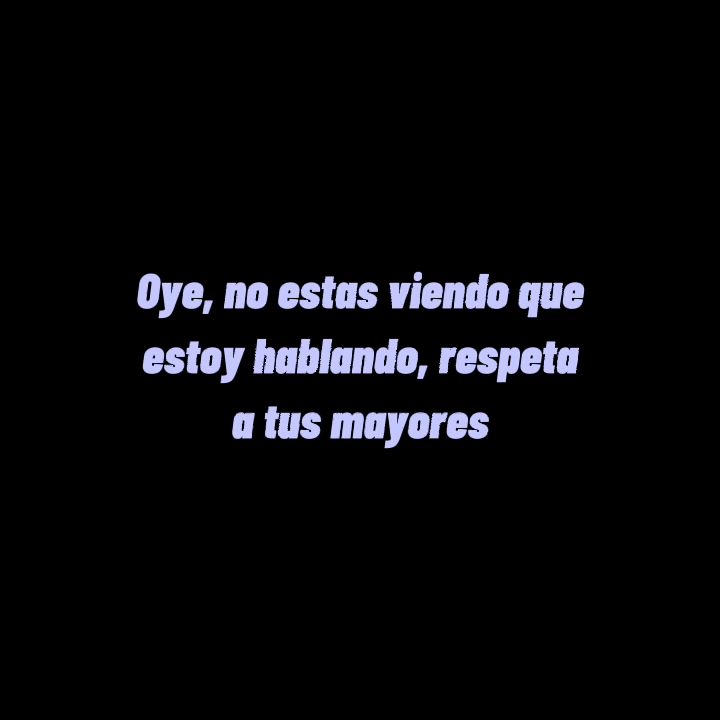 Oye, no estas viendo que
estoy hablando, respeta
a tus mayores